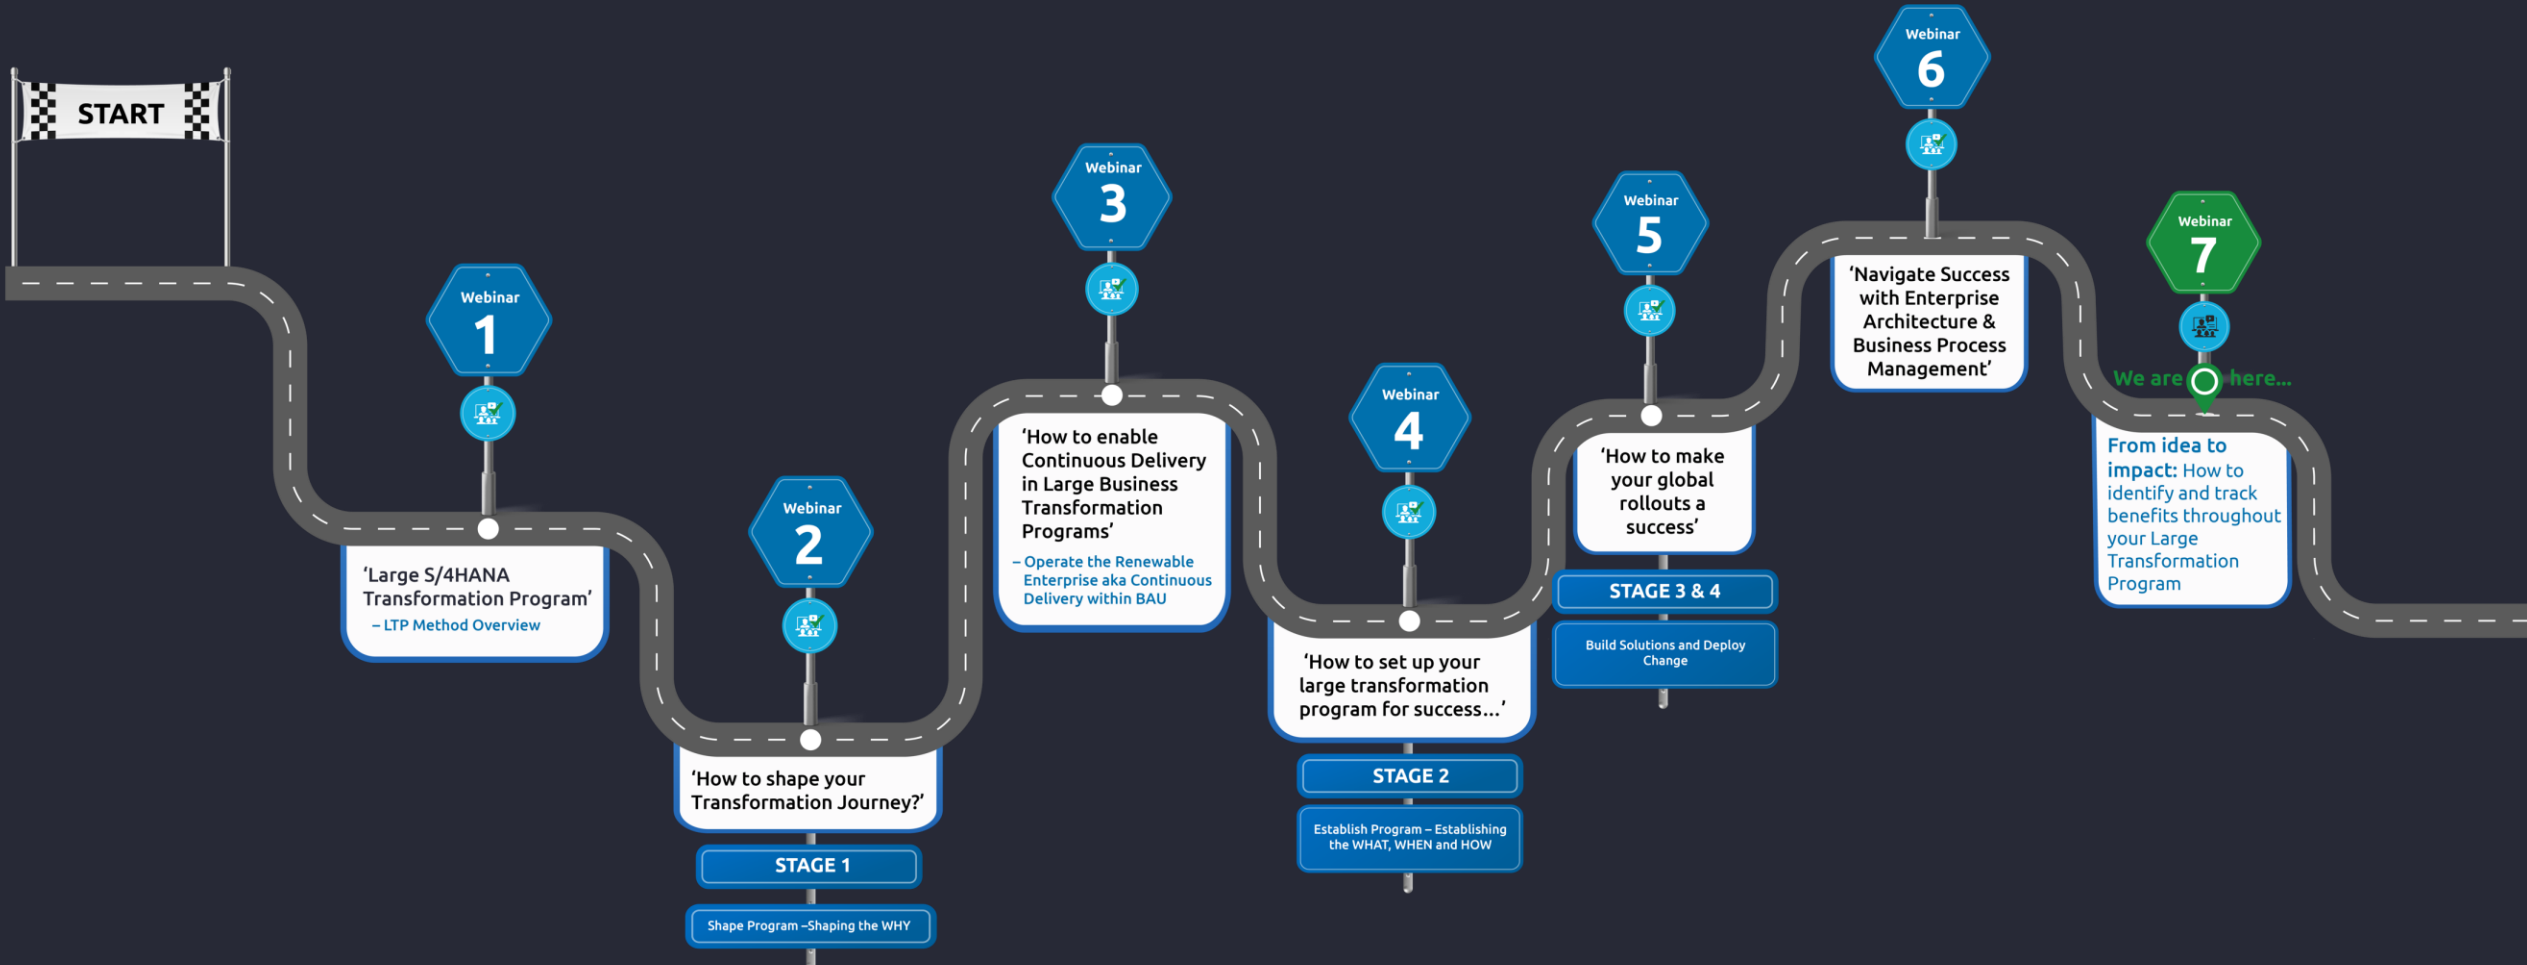 START
Webinar
1
‘Large S/4HANA
Transformation Program’
– LTP Method Overview
Webinar
2
‘How to shape your
Transformation Journey?’
STAGE 1
Shape Program –Shaping the WHY
Webinar
3
‘How to enable
Continuous Delivery
in Large Business
Transformation
Programs’
– Operate the Renewable
Enterprise aka Continuous
Delivery within BAU
Webinar
4
‘How to set up your
large transformation
program for success...’
STAGE 2
Establish Program – Establishing
the WHAT, WHEN and HOW
Webinar
5
‘How to make
your global
rollouts a
success’
STAGE 3 & 4
Build Solutions and Deploy
Change
Webinar
6
‘Navigate Success
with Enterprise
Architecture &
Business Process
Management’
Webinar
7
We are here...
From idea to
impact: How to
identify and track
benefits throughout
your Large
Transformation
Program